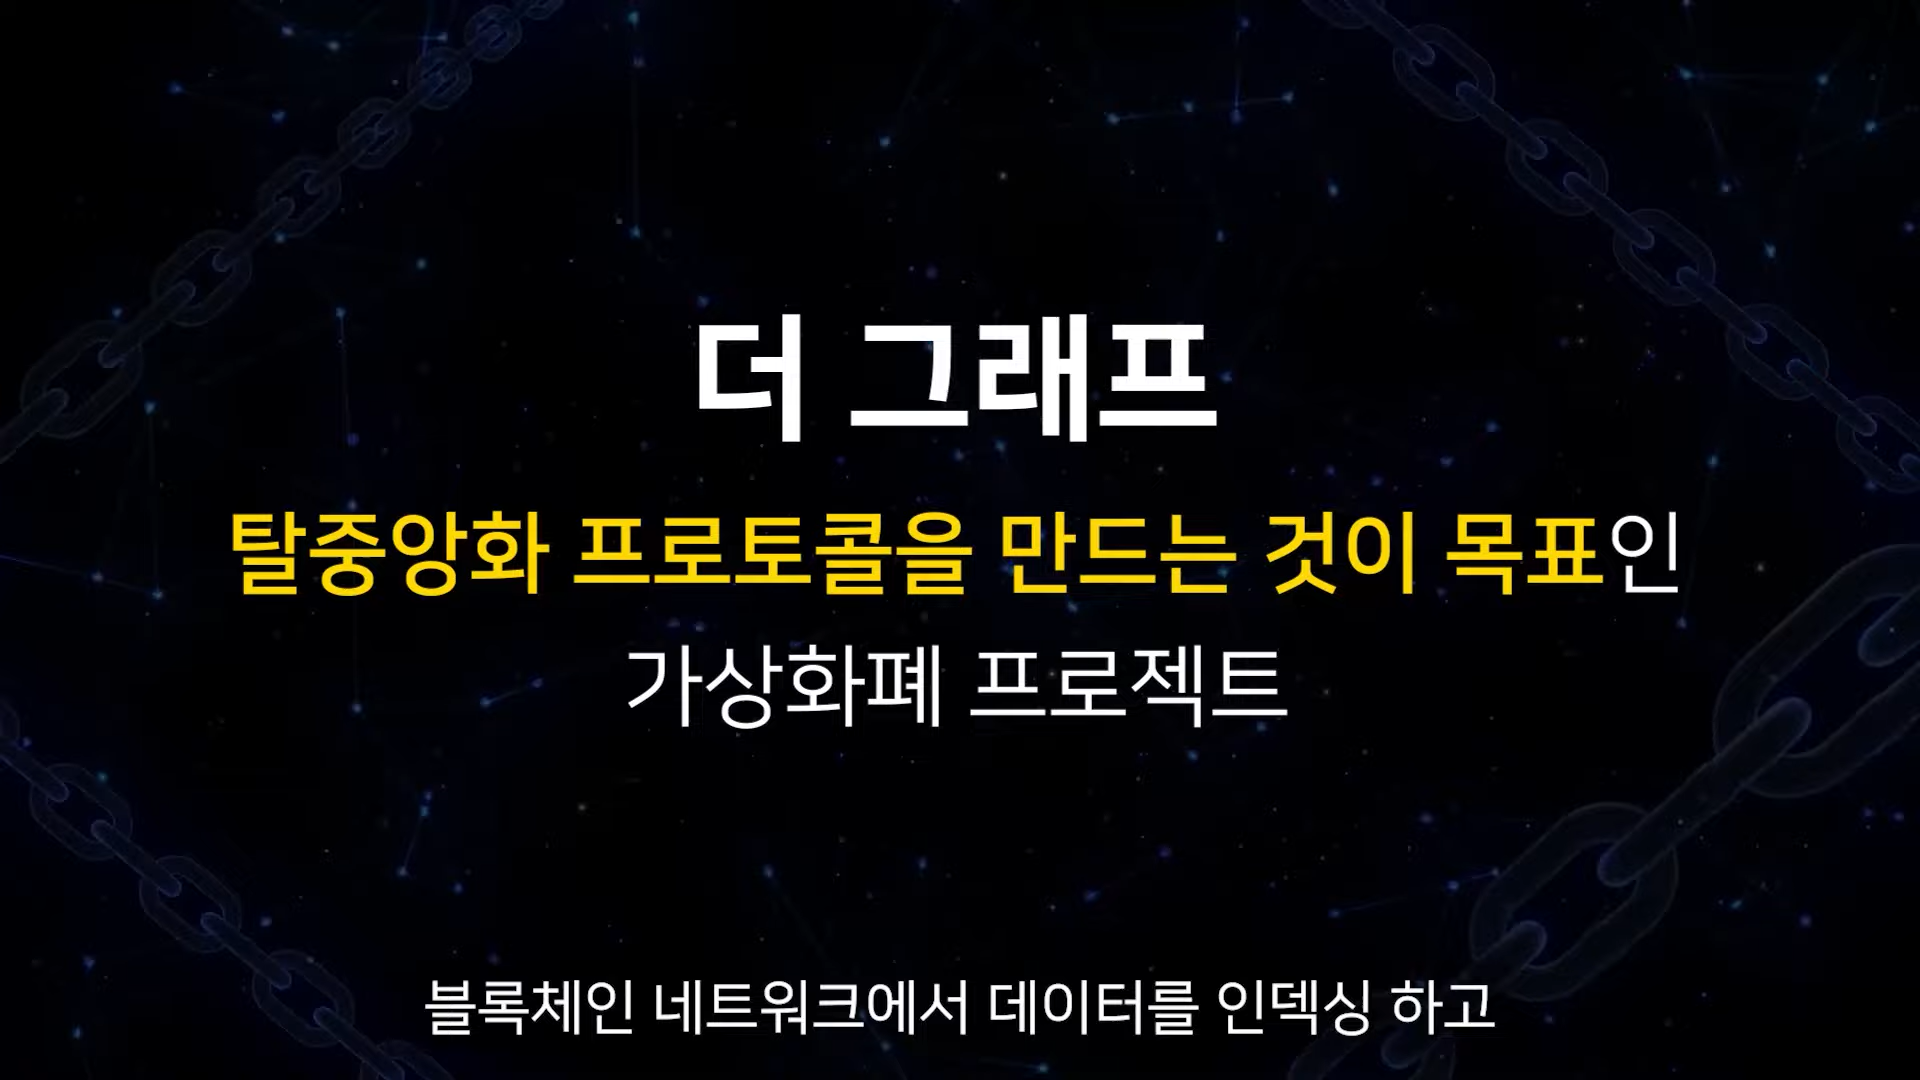 더 그래프
탈중앙화 프로토콜을 만드는 것이 목표인
가상화폐 프로젝트
블록체인 네트워크에서 데이터를 인덱싱 하고